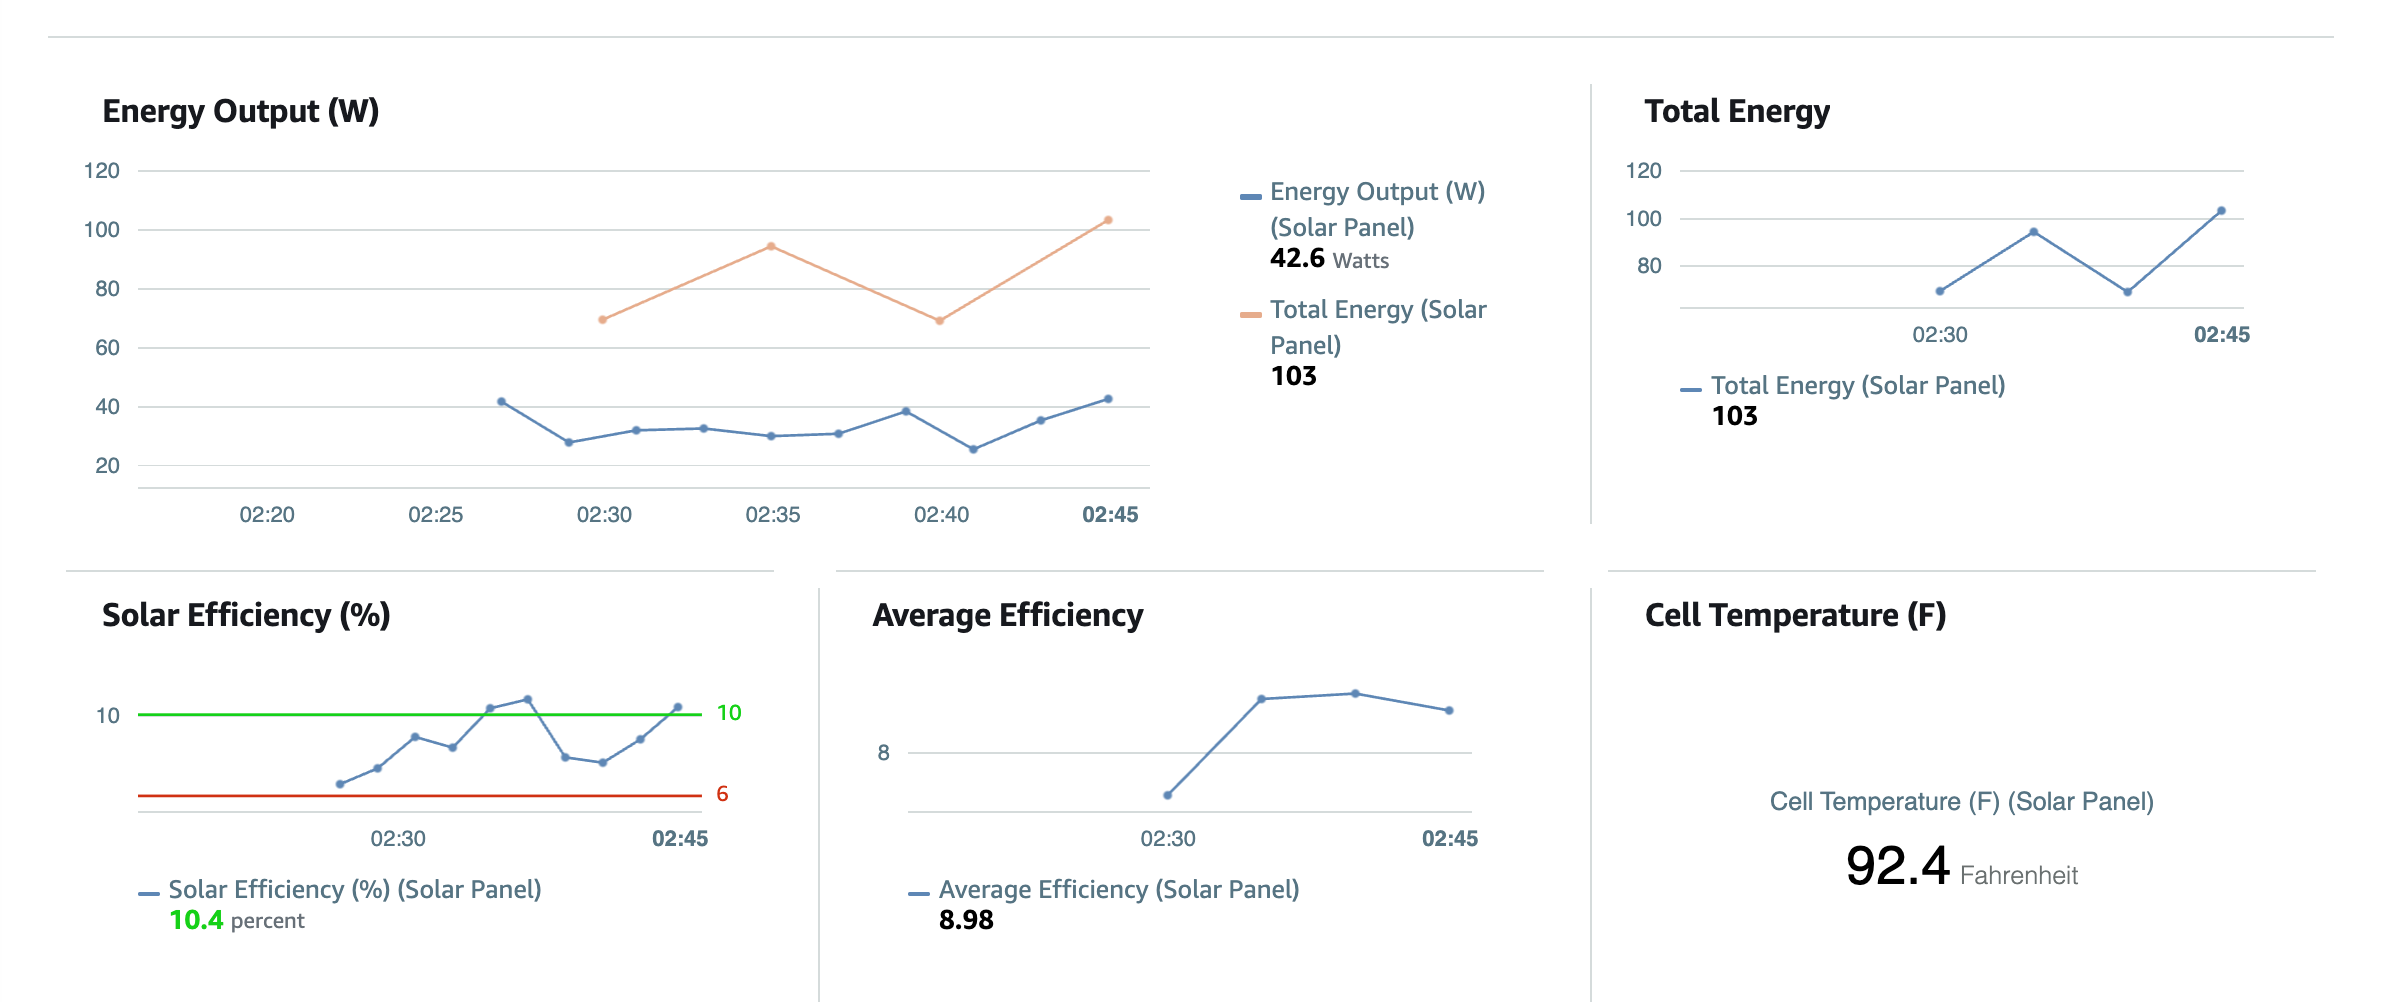 Energy Output (W)
120
100
80
60
40
20
02:20 02:25 02:30 02:35 02:40 02:45
Energy Output (W)
(Solar Panel)
42.6 Watts
Total Energy (Solar
Panel)
103
Total Energy
120
100
80
02:30 02:45
Total Energy (Solar Panel)
103
Solar Efficiency (%)
10
10
6
02:30 02:45
Solar Efficiency (%) (Solar Panel)
10.4 percent
Average Efficiency
8
02:30 02:45
Average Efficiency (Solar Panel)
8.98
Cell Temperature (F)
Cell Temperature (F) (Solar Panel)
92.4 Fahrenheit